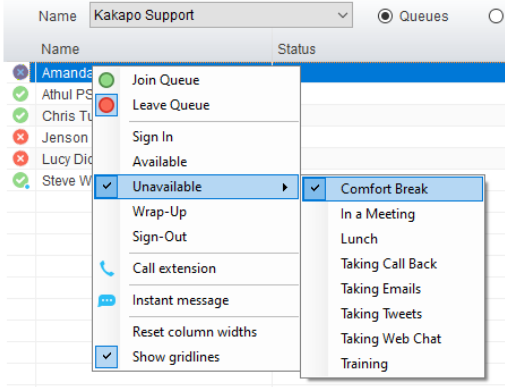 Name Kakapo Support Queues
Name Status
Amanda
Join Queue
Athul PS
Leave Queue
Chris Tu
Jenson
Sign In
Lucy Dic
Available
Steve W
Unavailable Comfort Break
Wrap-Up In a Meeting
Sign-Out Lunch
Call extension Taking Call Back
Taking Emails
Instant message Taking Tweets
Reset column widths Taking Web Chat
Show gridlines Training